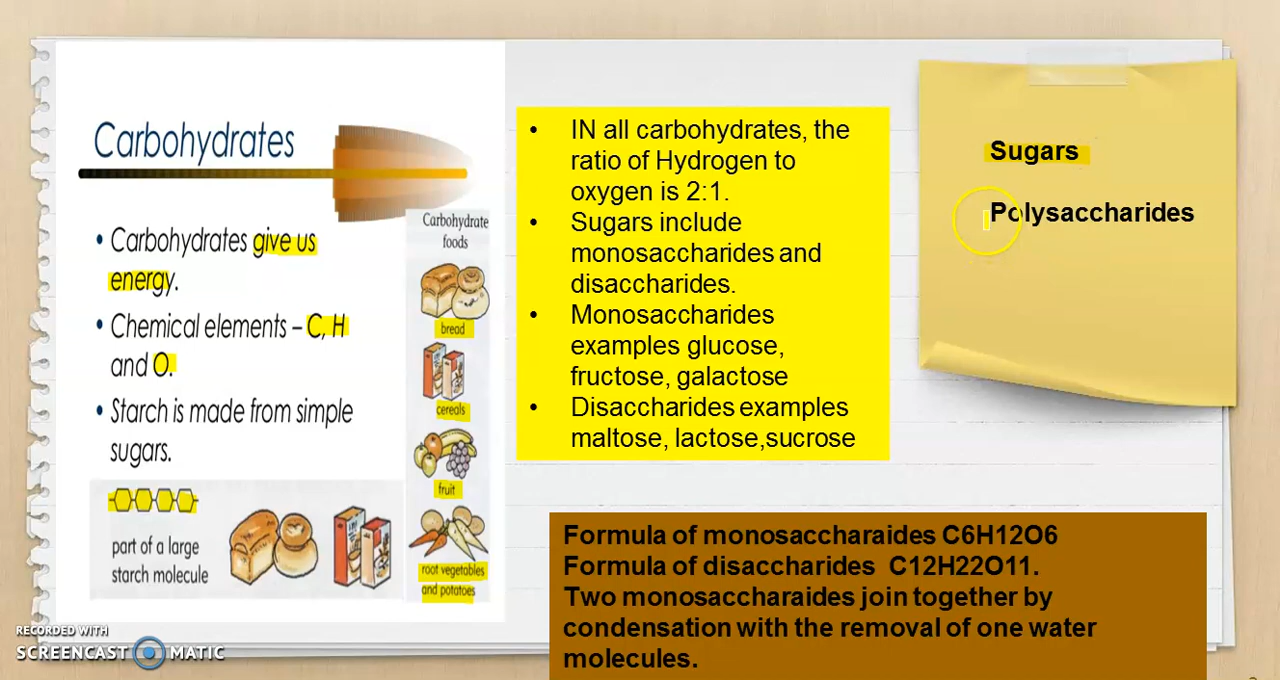 Carbohydrates
• Carbohydrates give us
energy.
• Chemical elements – C, H
and O.
• Starch is made from simple
sugars.
part of a large
starch molecule
Carbohydrate
foods
bread
cereals
fruit
root vegetables
and potatoes
• IN all carbohydrates, the
ratio of Hydrogen to
oxygen is 2:1.
• Sugars include
monosaccharides and
disaccharides.
• Monosaccharides
examples glucose,
fructose, galactose
• Disaccharides examples
maltose, lactose,sucrose
Sugars
Polysaccharides
Formula of monosaccharaides C6H12O6
Formula of disaccharides C12H22O11.
Two monosaccharaides join together by
condensation with the removal of one water
molecules.
RECORDED WITH
SCREENCAST MATIC